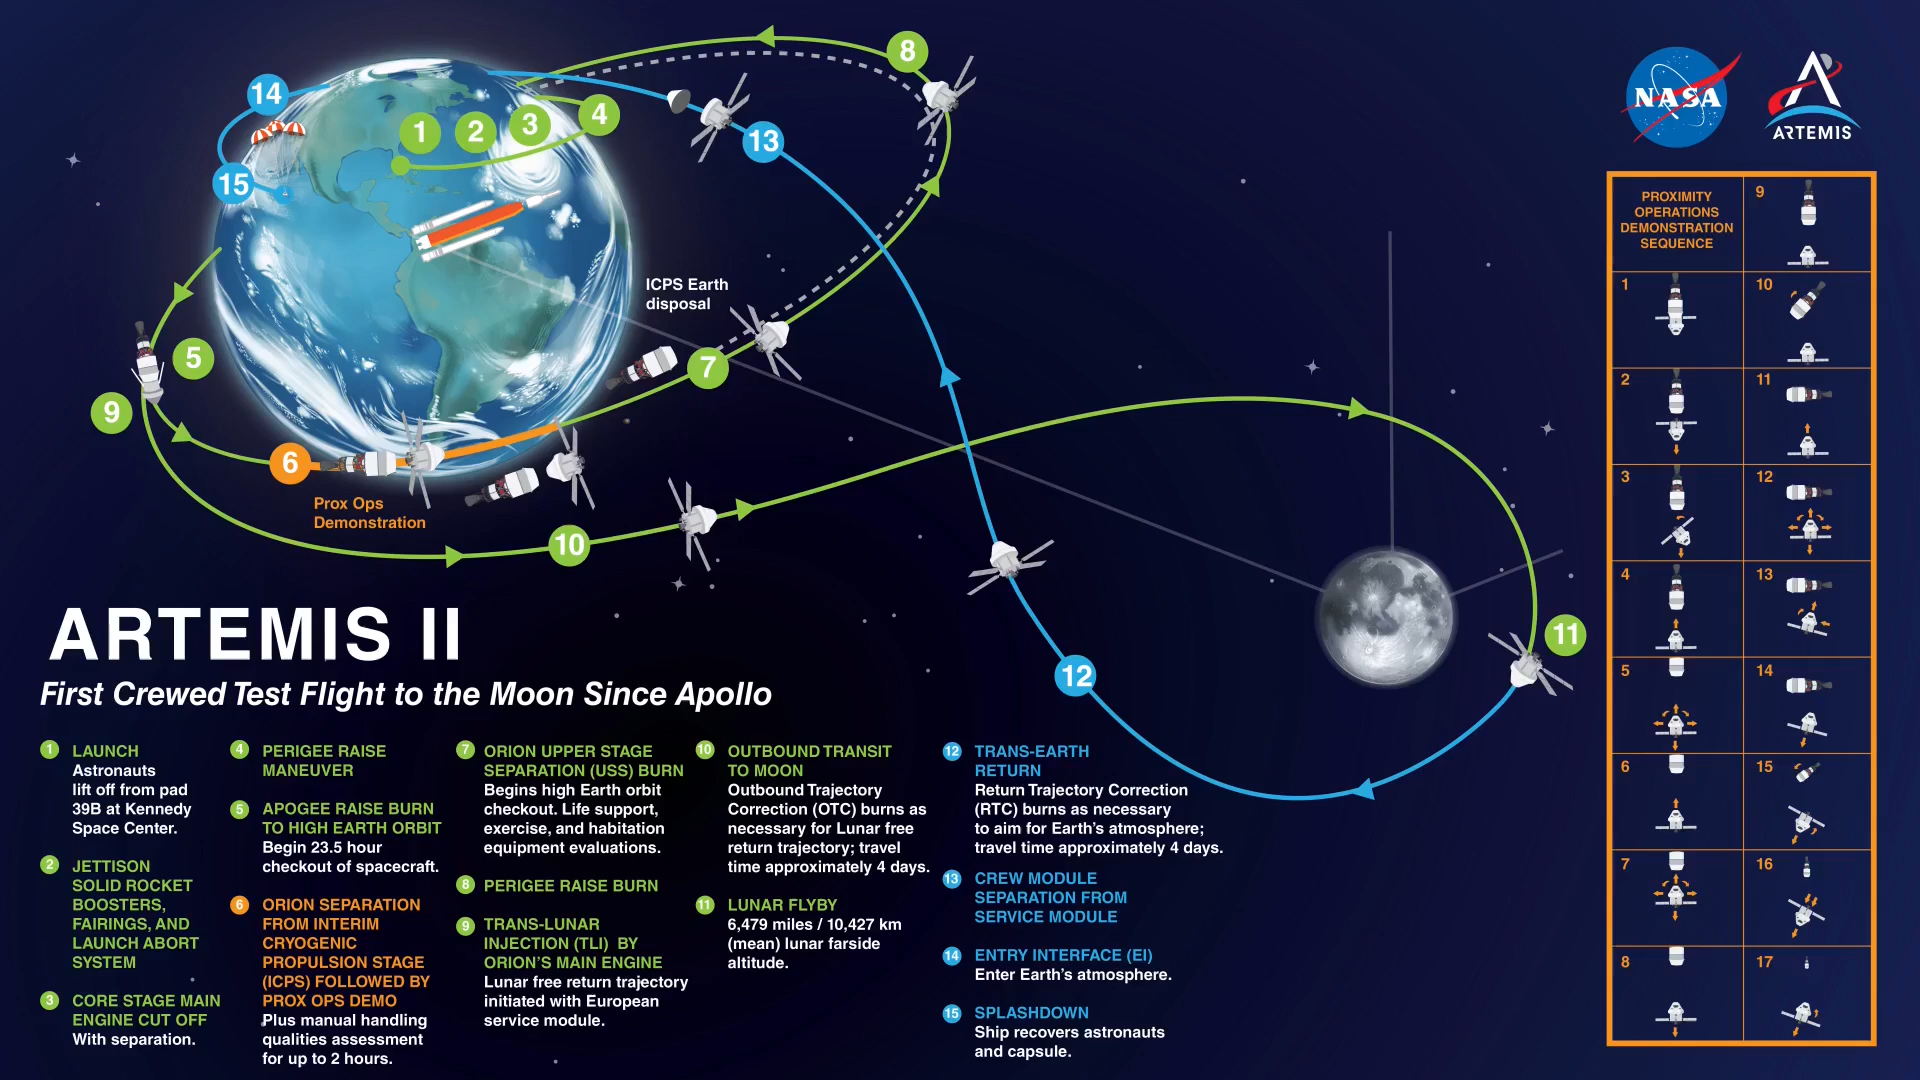 14
15
1
2
3
4
8
13
5
9
6
7
10
12
11
ICPS Earth
disposal
Prox Ops
Demonstration
NASA
ARTEMIS
PROXIMITY
OPERATIONS
DEMONSTRATION
SEQUENCE
1
2
3
4
5
6
7
8
9
10
11
12
13
14
15
16
17
ARTEMIS II
First Crewed Test Flight to the Moon Since Apollo
1 LAUNCH
Astronauts
lift off from pad
39B at Kennedy
Space Center.
2 JETTISON
SOLID ROCKET
BOOSTERS,
FAIRINGS, AND
LAUNCH ABORT
SYSTEM
3 CORE STAGE MAIN
ENGINE CUT OFF
With separation.
4 PERIGEE RAISE
MANEUVER
5 APOGEE RAISE BURN
TO HIGH EARTH ORBIT
Begin 23.5 hour
checkout of spacecraft.
6 ORION SEPARATION
FROM INTERIM
CRYOGENIC
PROPULSION STAGE
(ICPS) FOLLOWED BY
PROX OPS DEMO
Plus manual handling
qualities assessment
for up to 2 hours.
7 ORION UPPER STAGE
SEPARATION (USS) BURN
Begins high Earth orbit
checkout. Life support,
exercise, and habitation
equipment evaluations.
8 PERIGEE RAISE BURN
9 TRANS-LUNAR
INJECTION (TLI) BY
ORION'S MAIN ENGINE
Lunar free return trajectory
initiated with European
service module.
10 OUTBOUND TRANSIT
TO MOON
Outbound Trajectory
Correction (OTC) burns as
necessary for Lunar free
return trajectory; travel
time approximately 4 days.
11 LUNAR FLYBY
6,479 miles / 10,427 km
(mean) lunar farside
altitude.
12 TRANS-EARTH
RETURN
Return Trajectory Correction
(RTC) burns as necessary
to aim for Earth's atmosphere;
travel time approximately 4 days.
13 CREW MODULE
SEPARATION FROM
SERVICE MODULE
14 ENTRY INTERFACE (EI)
Enter Earth's atmosphere.
15 SPLASHDOWN
Ship recovers astronauts
and capsule.